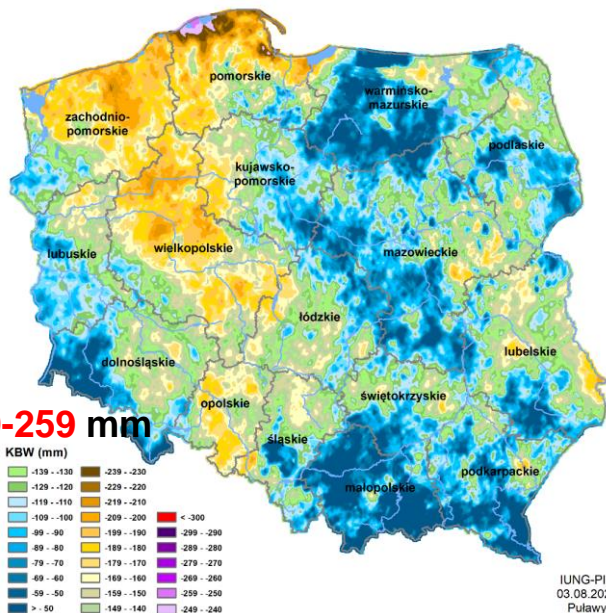 pomorskie
zachodnio-
pomorskie
warmińsko-
mazurskie
podlaskie
kujawsko-
pomorskie
wielkopolskie
mazowieckie
lubuskie
łódzkie
lubelskie
dolnośląskie
świętokrzyskie
opolskie
śląskie
podkarpackie
małopolskie
-259 mm
KBW (mm)
-139 - -130
-129 - -120
-119 - -110
-109 - -100
-99 - -90
-89 - -80
-79 - -70
-69 - -60
-59 - -50
> - 50
-239 - -230
-229 - -220
-219 - -210
-209 - -200
-199 - -190
-189 - -180
-179 - -170
-169 - -160
-159 - -150
-149 - -140
< -300
-299 - -290
-289 - -280
-279 - -270
-269 - -260
-259 - -250
-249 - -240
IUNG-PI
03.08.20
Puławy